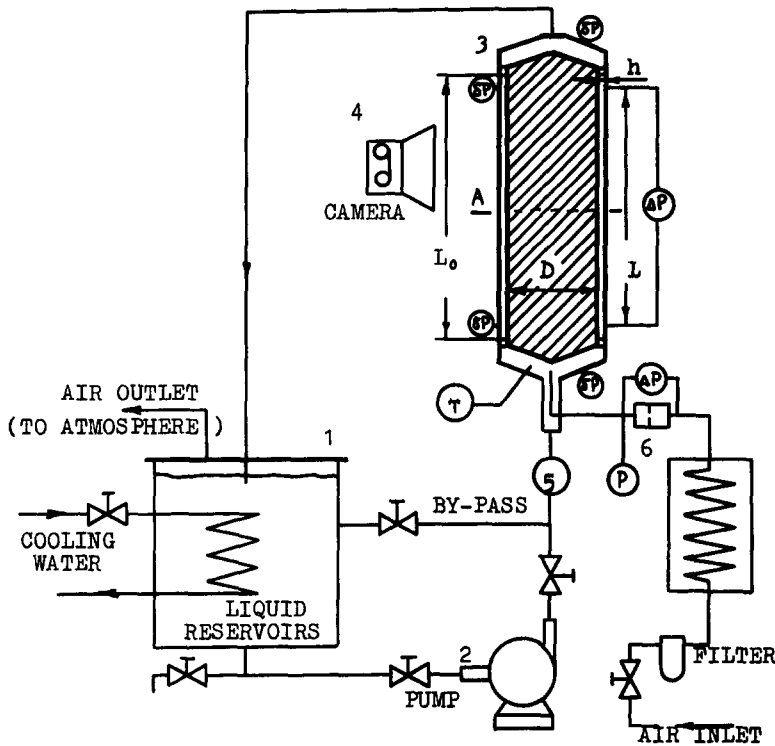 δP
3
h
δP
4
A
ΔP
CAMERA
L₀
D
L
δP
AIR OUTLET
(TO ATMOSPHERE )
T
δP
ΔP
1
6
5
P
BY-PASS
COOLING
WATER
LIQUID
RESERVOIRS
2
PUMP
FILTER
AIR INLET